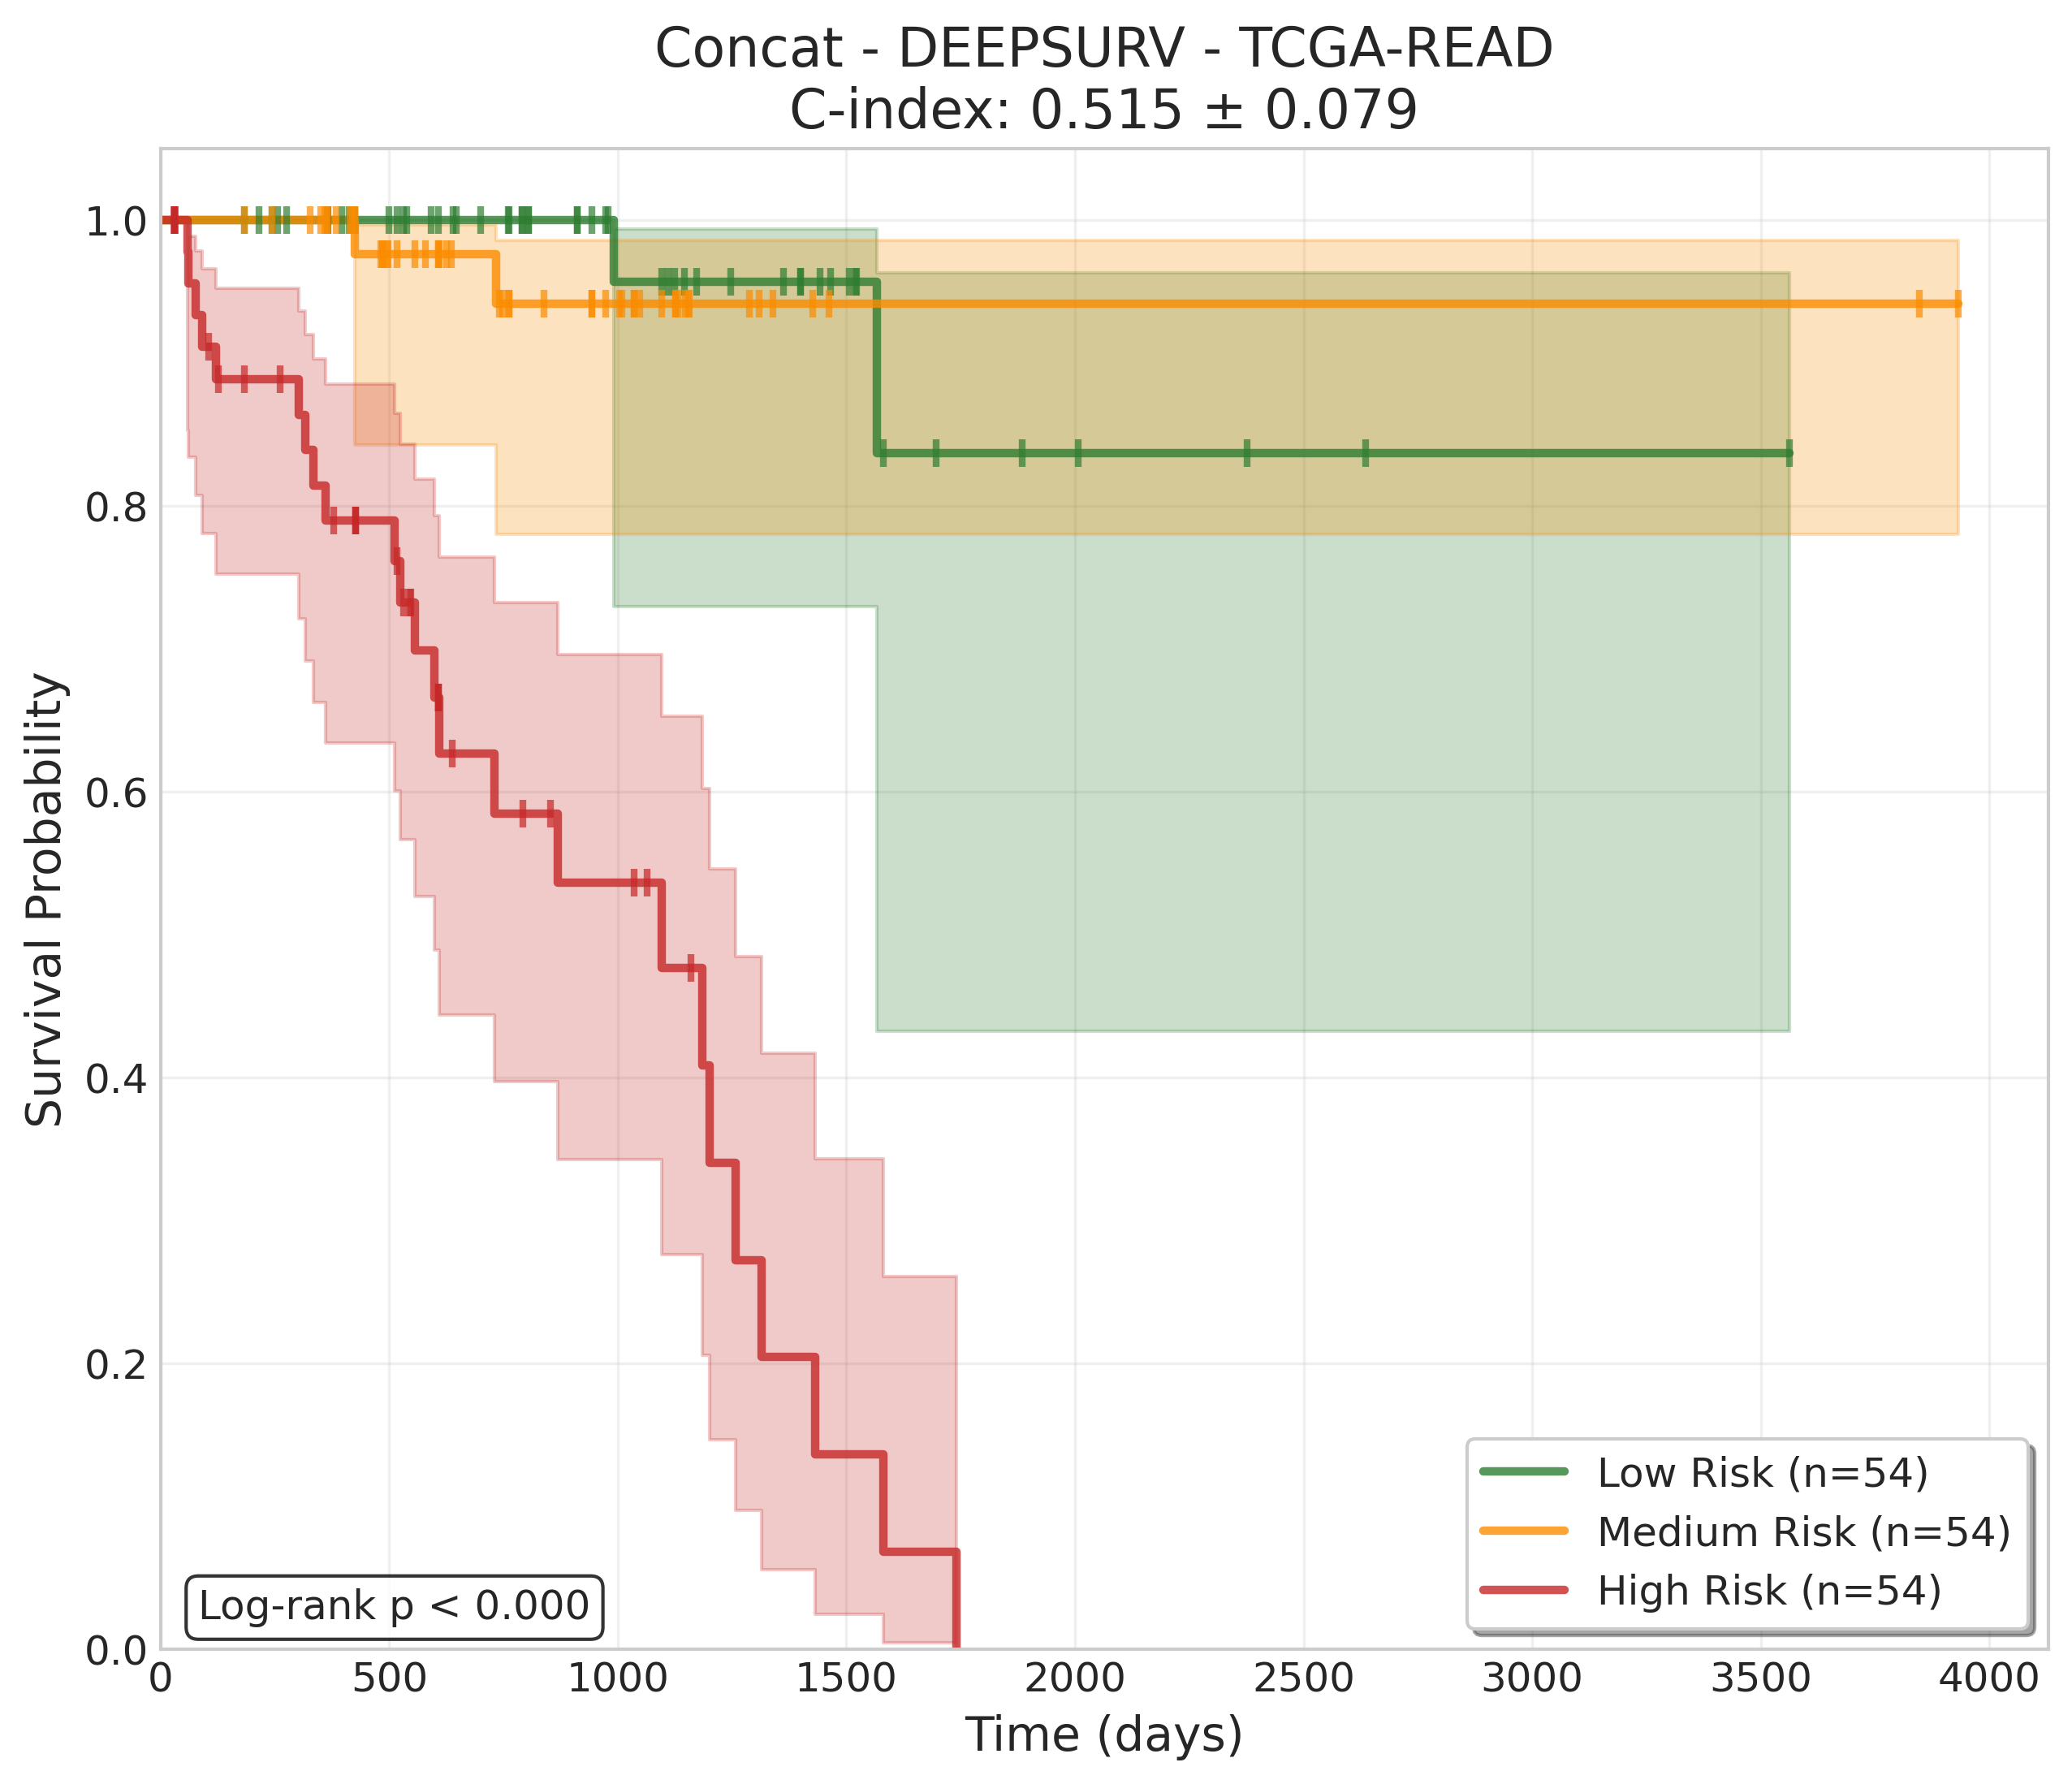 Concat - DEEPSURV - TCGA-READ
C-index: 0.515 ± 0.079
Survival Probability
1.0
0.8
0.6
0.4
0.2
0.0
Log-rank p < 0.000
Low Risk (n=54)
Medium Risk (n=54)
High Risk (n=54)
0 500 1000 1500 2000 2500 3000 3500 4000
Time (days)